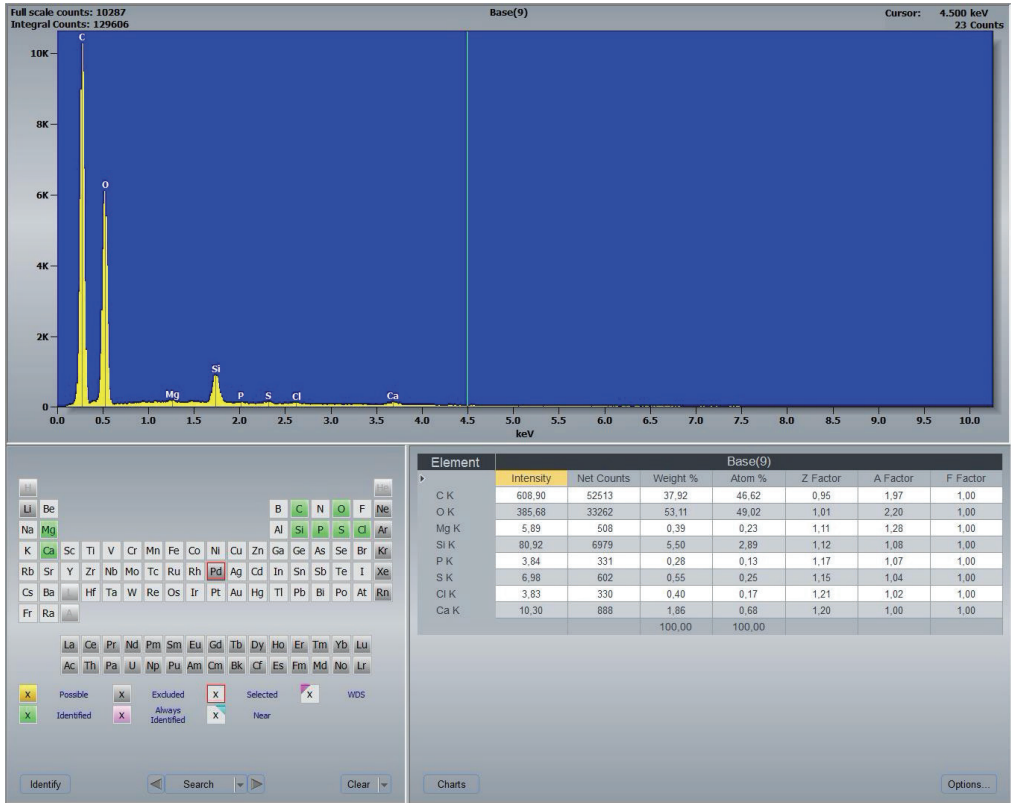 Full scale counts: 10287 Base(9) Cursor: 4.500 keV
Integral Counts: 129606 23 Counts
C
10K
8K
O
6K
4K
2K
Si
Mg P S Cl Ca
0
0.0 0.5 1.0 1.5 2.0 2.5 3.0 3.5 4.0 4.5 5.0 5.5 6.0 6.5 7.0 7.5 8.0 8.5 9.0 9.5 10.0
keV
H He
Li Be B C N O F Ne
Na Mg Al Si P S Cl Ar
K Ca Sc Ti V Cr Mn Fe Co Ni Cu Zn Ga Ge As Se Br Kr
Rb Sr Y Zr Nb Mo Tc Ru Rh Pd Ag Cd In Sn Sb Te I Xe
Cs Ba L Hf Ta W Re Os Ir Pt Au Hg Tl Pb Bi Po At Rn
Fr Ra A
La Ce Pr Nd Pm Sm Eu Gd Tb Dy Ho Er Tm Yb Lu
Ac Th Pa U Np Pu Am Cm Bk Cf Es Fm Md No Lr
X Possible X Excluded X Selected X WDS
X Identified X Always Identified X Near
Identify Search Clear
Element Base(9)
Intensity Net Counts Weight % Atom % Z Factor A Factor F Factor
C K 608,90 52513 37,92 46,62 0,95 1,97 1,00
O K 385,68 33262 53,11 49,02 1,01 2,20 1,00
Mg K 5,89 508 0,39 0,23 1,11 1,28 1,00
Si K 80,92 6979 5,50 2,89 1,12 1,08 1,00
P K 3,84 331 0,28 0,13 1,17 1,07 1,00
S K 6,98 602 0,55 0,25 1,15 1,04 1,00
Cl K 3,83 330 0,40 0,17 1,21 1,02 1,00
Ca K 10,30 888 1,86 0,68 1,20 1,00 1,00
100,00 100,00
Charts Options...